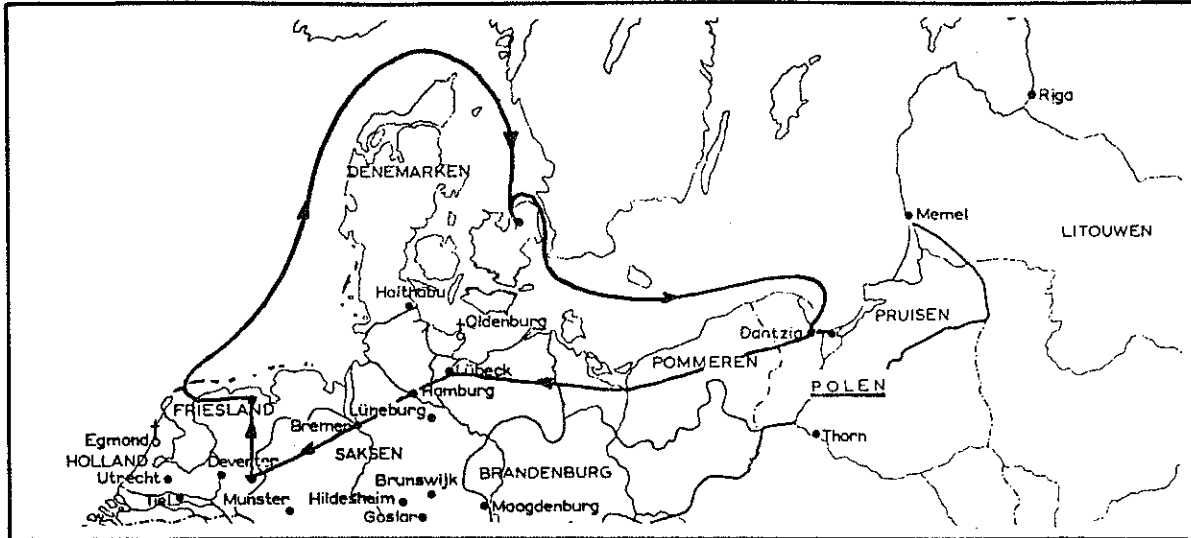 Riga
DENEMARKEN
Memel
LITOUWEN
Haithabu
Oldenburg
PRUISEN
Dantzig
POMMEREN
Lübeck
POLEN
Hamburg
FRIESLAND
Lüneburg
Bremen
Thorn
Egmond
SAKSEN
HOLLAND
Deventer
BRANDENBURG
Utrecht
Brunswijk
Tiel
Munster
Hildesheim
Maagdenburg
Goslar